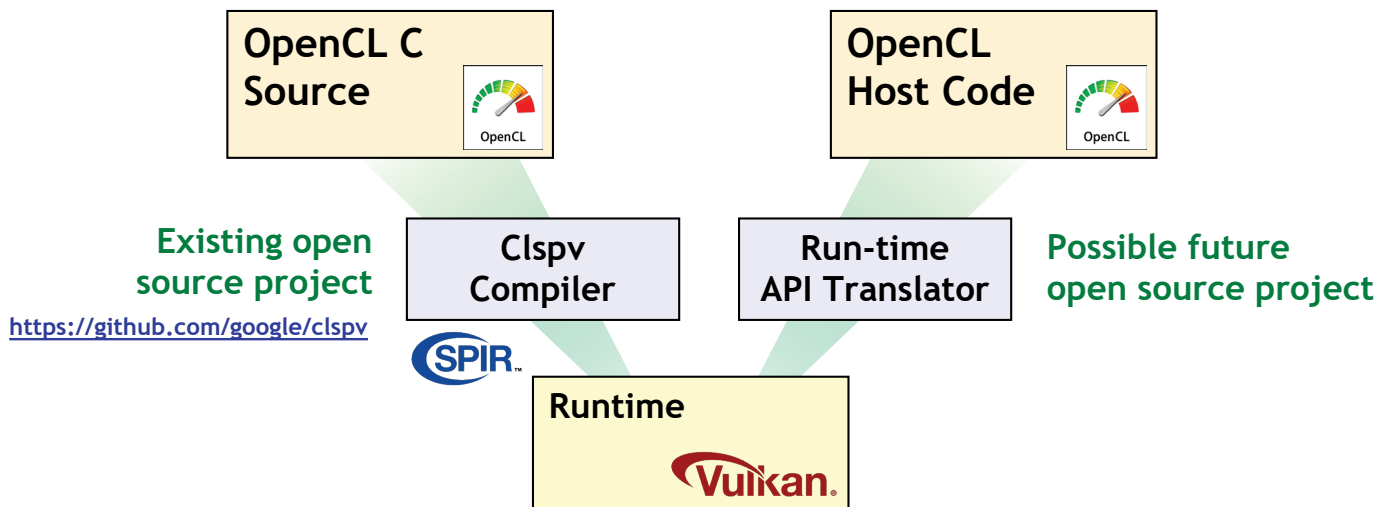 OpenCL C
Source
OpenCL
OpenCL
Host Code
OpenCL
Existing open
source project
https://github.com/google/clspv
Clspv
Compiler
Run-time
API Translator
Possible future
open source project
SPIR™
Runtime
Vulkan®